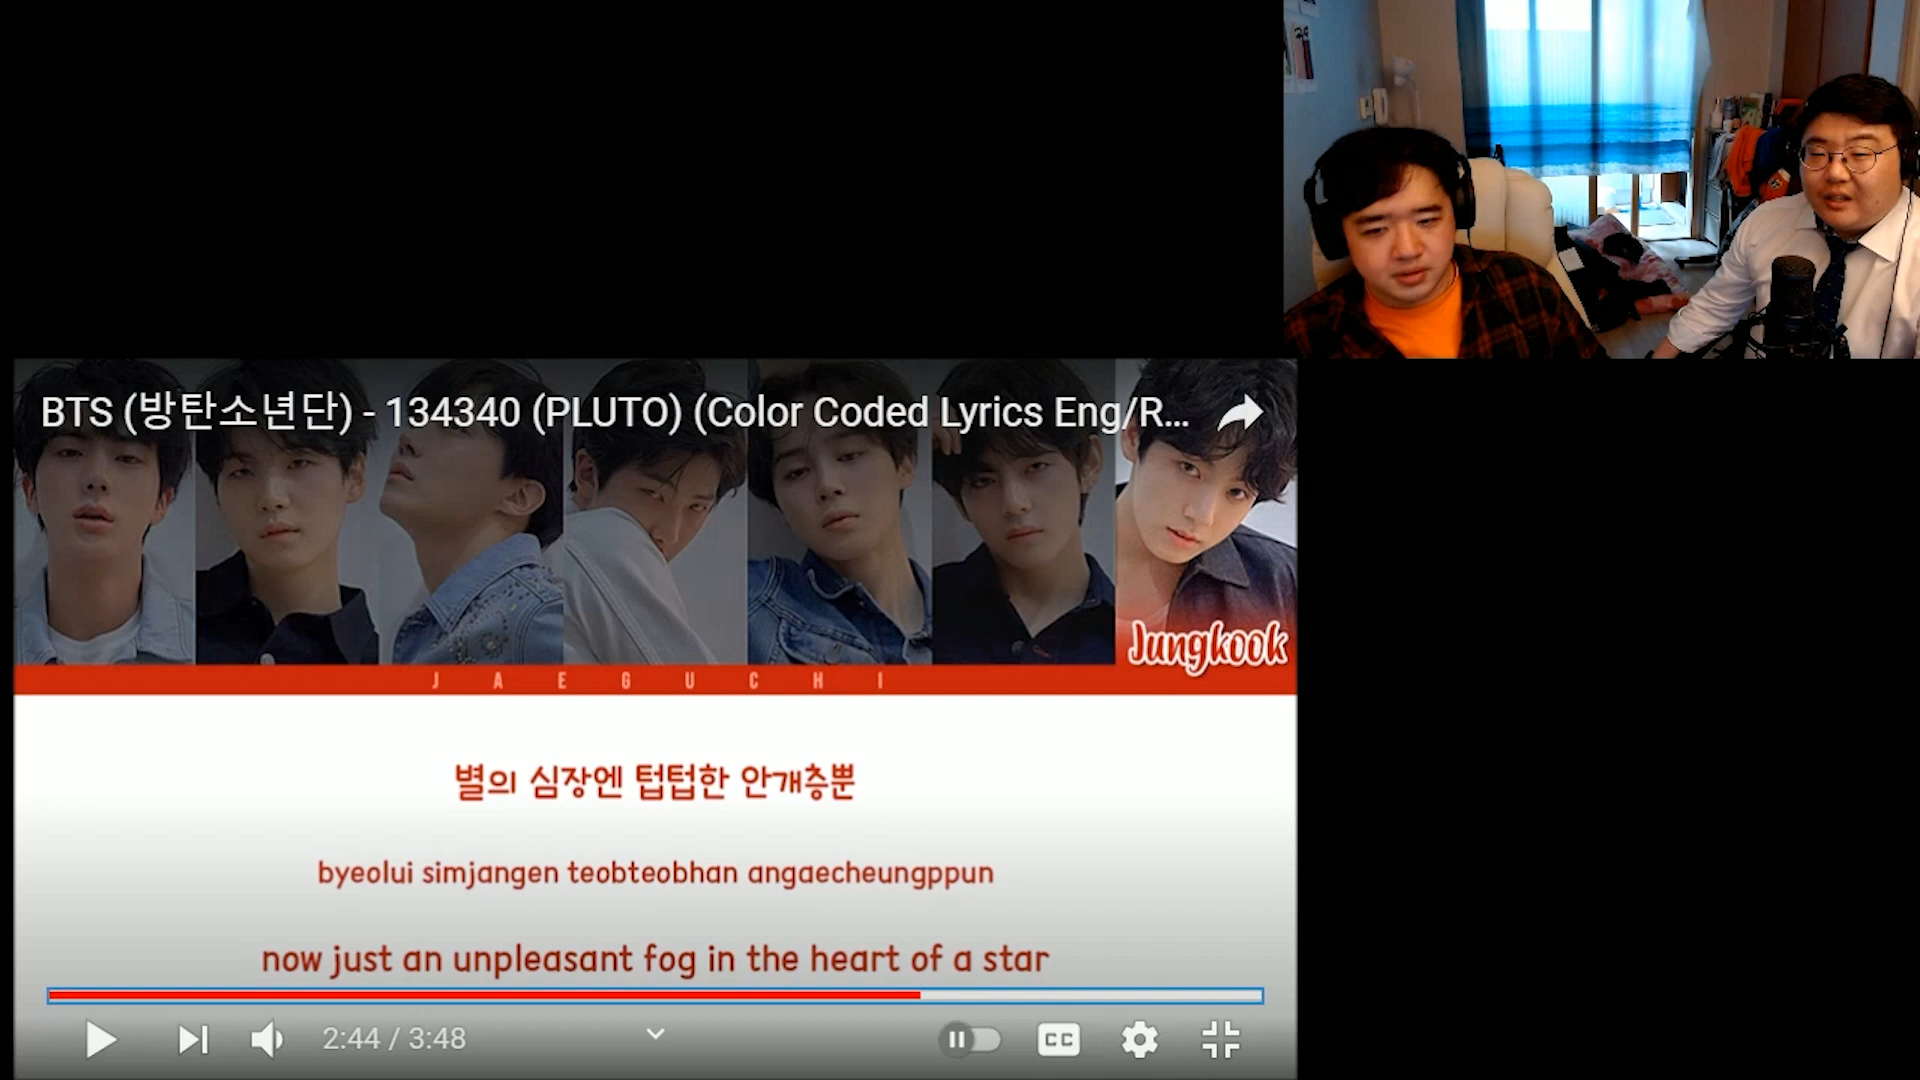 BTS (방탄소년단) - 134340 (PLUTO) (Color Coded Lyrics Eng/R...
Jungkook
JAEGUCHI
별의 심장엔 텁텁한 안개층뿐
byeolui simjangen teobteobhan angaecheungppun
now just an unpleasant fog in the heart of a star
2:44 / 3:48
CC